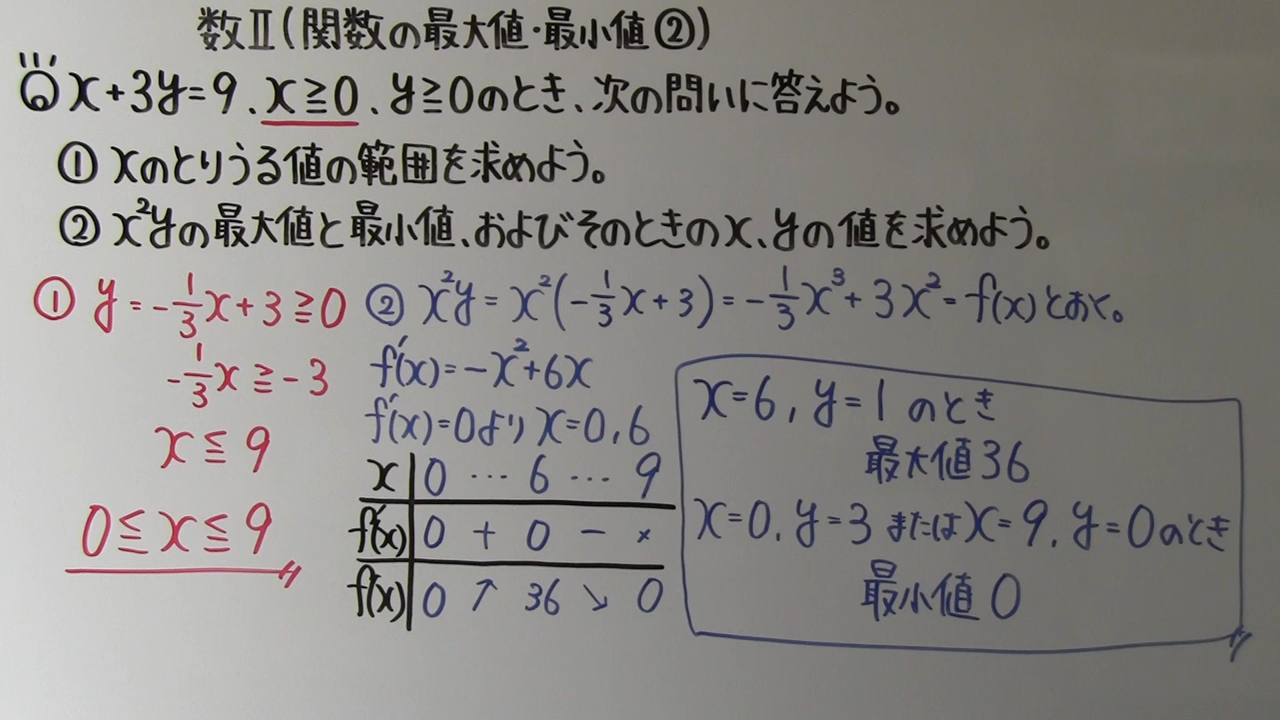 数Ⅱ(関数の最大値・最小値②)
x+3y=9、x≧0、y≧0のとき、次の問いに答えよう。
① xのとりうる値の範囲を求めよう。
② x²yの最大値と最小値、およびそのときのx、yの値を求めよう。
① y=-1/3x+3≧0
-1/3x≧-3
x≦9
0≦x≦9
② x²y=x²(-1/3x+3)=-1/3x³+3x²=f(x)とおく。
f'(x)=-x²+6x
f'(x)=0よりx=0,6
x 0 … 6 … 9
f'(x) 0 + 0 - ×
f(x) 0 ↗ 36 ↘ 0
x=6, y=1 のとき
最大値36
x=0, y=3 またはx=9, y=0のとき
最小値 0